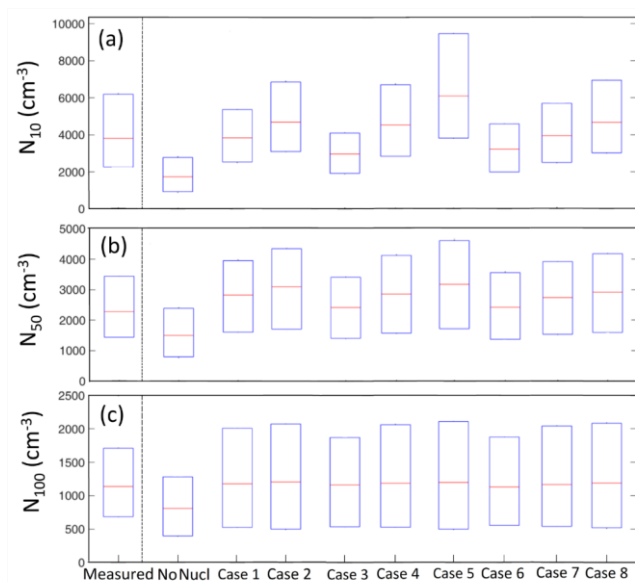 (a)
N10 (cm-3)
10000
8000
6000
4000
2000
0
(b)
N50 (cm-3)
5000
4000
3000
2000
1000
0
(c)
N100 (cm-3)
2500
2000
1500
1000
500
0
Measured No Nucl Case 1 Case 2 Case 3 Case 4 Case 5 Case 6 Case 7 Case 8